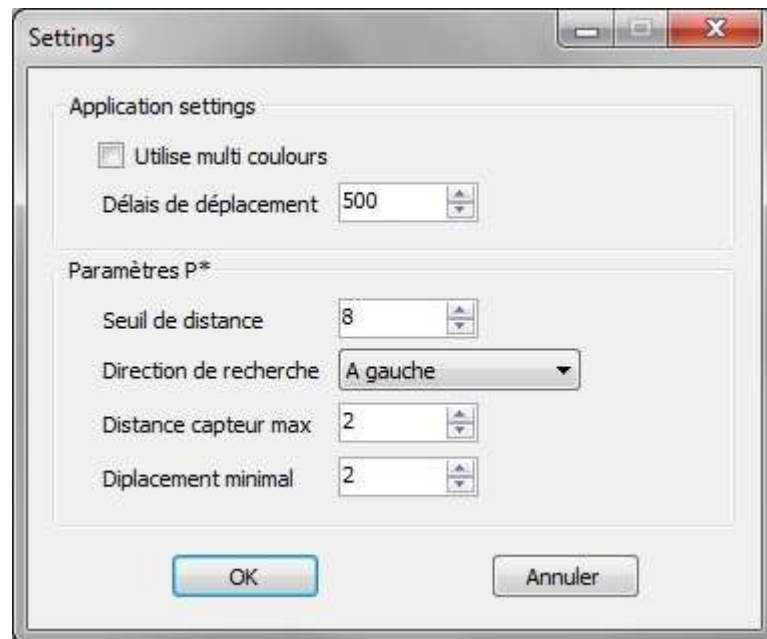 Settings
Application settings
Utilise multi coulours
Délais de déplacement 500
Paramètres P*
Seuil de distance 8
Direction de recherche A gauche
Distance capteur max 2
Diplacement minimal 2
OK Annuler